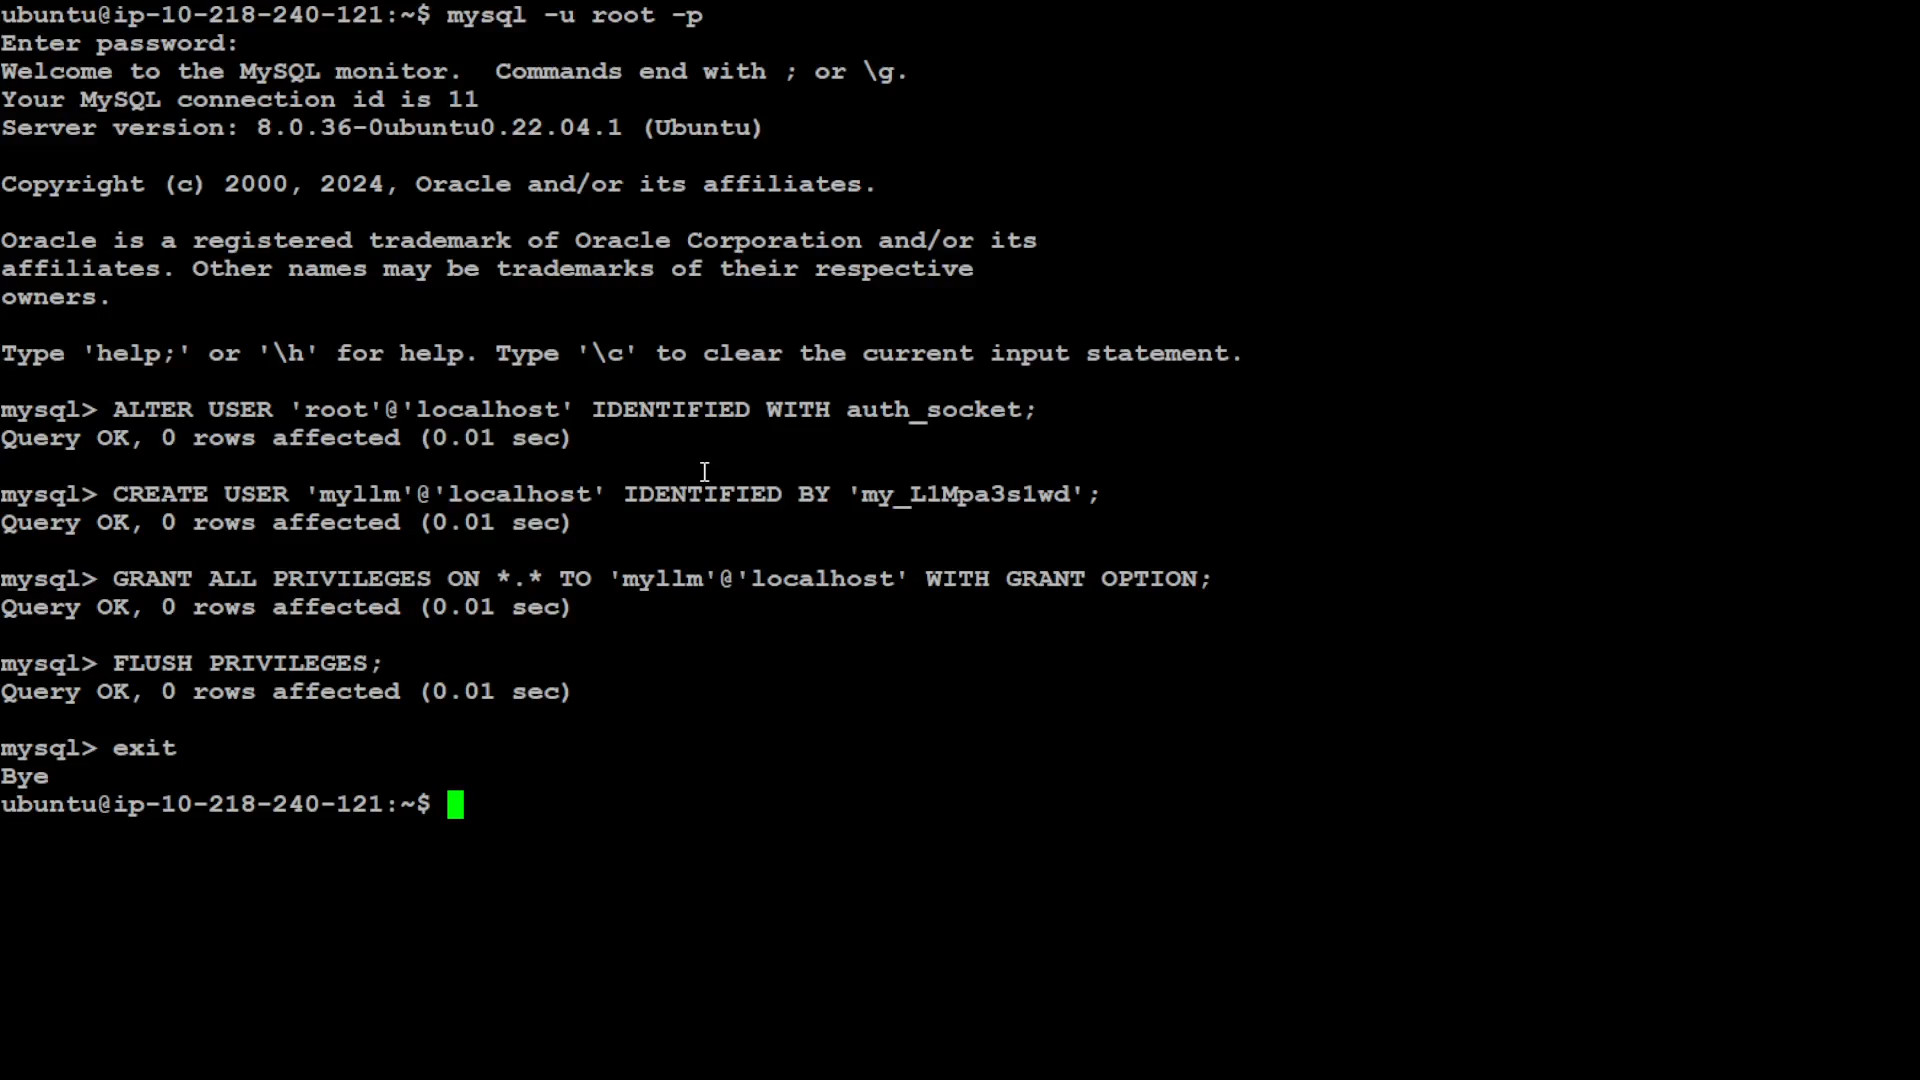 ubuntu@ip-10-218-240-121:~$ mysql -u root -p
Enter password:
Welcome to the MySQL monitor.  Commands end with ; or \g.
Your MySQL connection id is 11
Server version: 8.0.36-0ubuntu0.22.04.1 (Ubuntu)
Copyright (c) 2000, 2024, Oracle and/or its affiliates.
Oracle is a registered trademark of Oracle Corporation and/or its
affiliates. Other names may be trademarks of their respective
owners.
Type 'help;' or '\h' for help. Type '\c' to clear the current input statement.
mysql> ALTER USER 'root'@'localhost' IDENTIFIED WITH auth_socket;
Query OK, 0 rows affected (0.01 sec)
mysql> CREATE USER 'myllm'@'localhost' IDENTIFIED BY 'my_L1Mpa3s1wd';
Query OK, 0 rows affected (0.01 sec)
mysql> GRANT ALL PRIVILEGES ON *.* TO 'myllm'@'localhost' WITH GRANT OPTION;
Query OK, 0 rows affected (0.01 sec)
mysql> FLUSH PRIVILEGES;
Query OK, 0 rows affected (0.01 sec)
mysql> exit
Bye
ubuntu@ip-10-218-240-121:~$